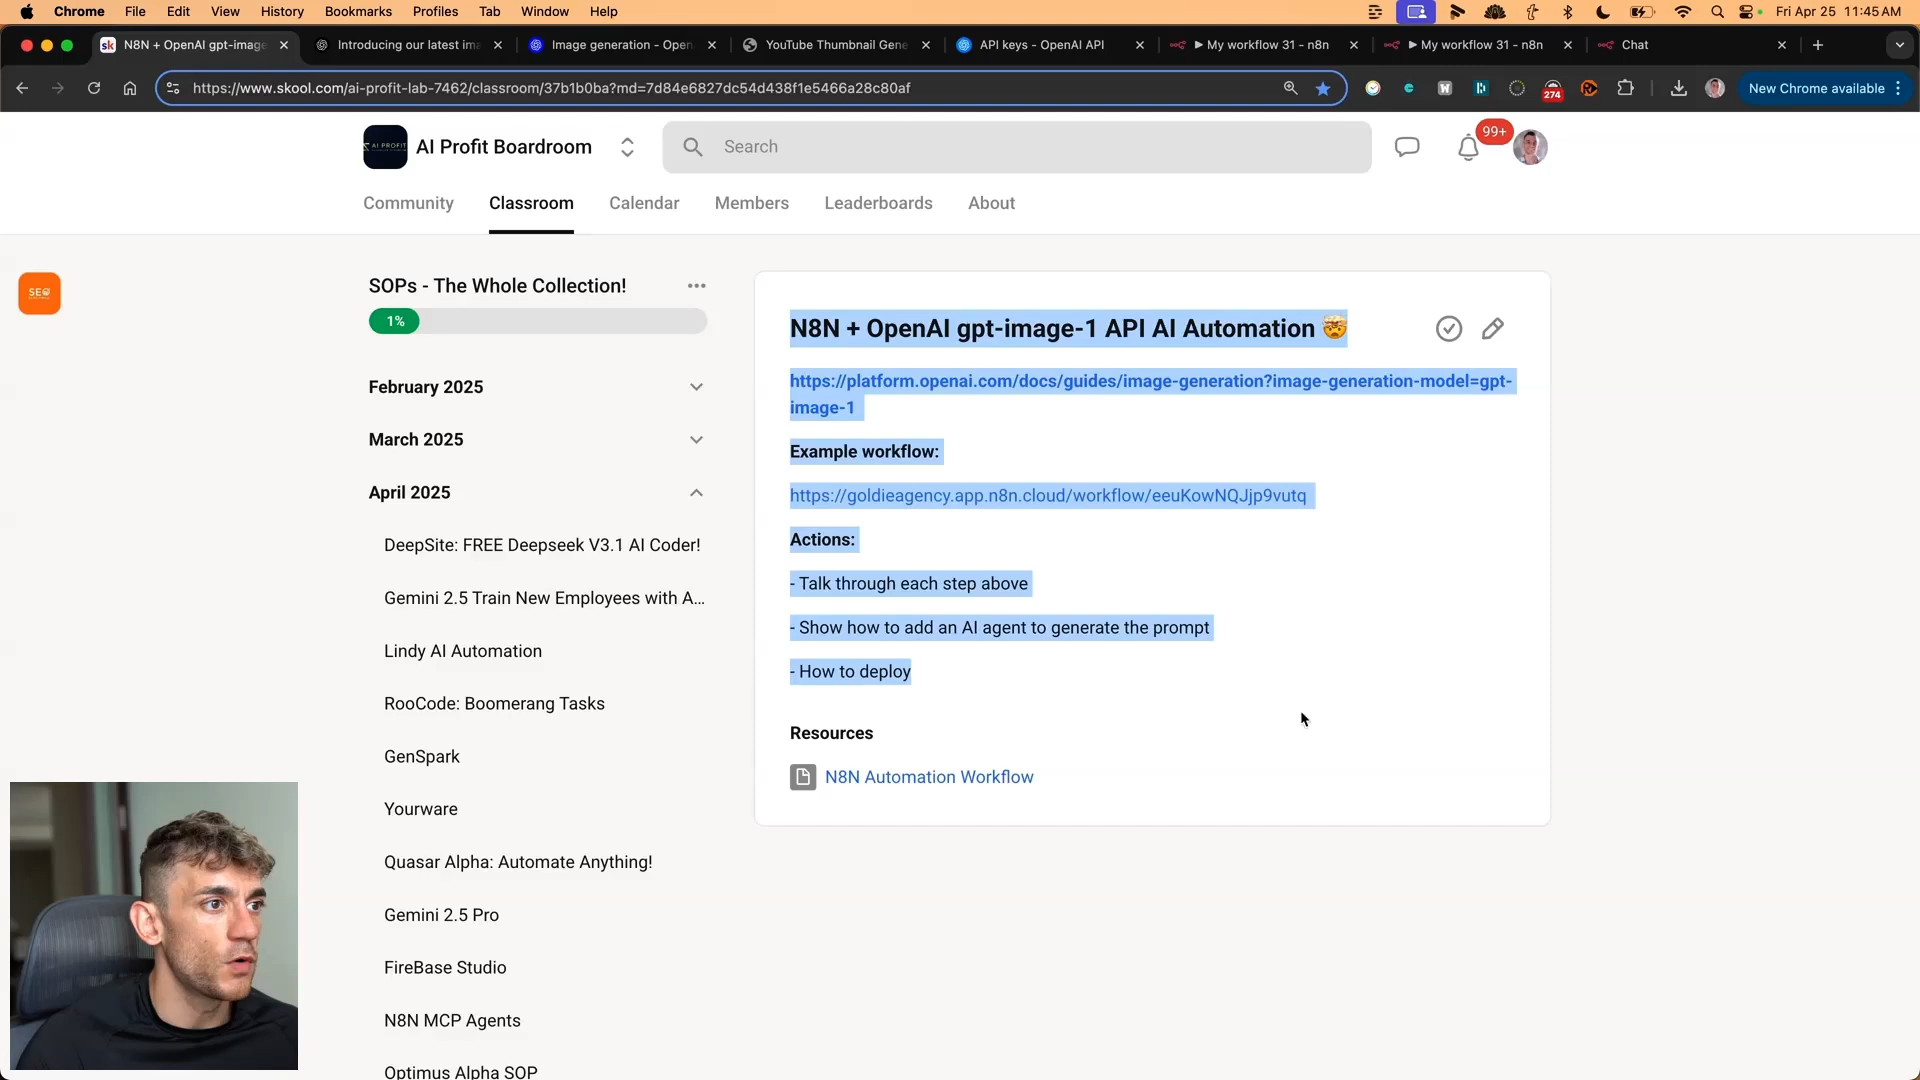 Chrome File Edit View History Bookmarks Profiles Tab Window Help Fri Apr 25 11:45 AM
sk N8N + OpenAI gpt-image Introducing our latest ima Image generation - Open YouTube Thumbnail Gene API keys - OpenAI API My workflow 31 - n8n My workflow 31 - n8n Chat
https://www.skool.com/ai-profit-lab-7462/classroom/37b1b0ba?md=7d84e6827dc54d438f1e5466a28c80af 274 New Chrome available
AI PROFIT AI Profit Boardroom Search 99+
Community Classroom Calendar Members Leaderboards About
SEO
SOPs - The Whole Collection!
1%
February 2025
March 2025
April 2025
DeepSite: FREE Deepseek V3.1 AI Coder!
Gemini 2.5 Train New Employees with A...
Lindy AI Automation
RooCode: Boomerang Tasks
GenSpark
Yourware
Quasar Alpha: Automate Anything!
Gemini 2.5 Pro
FireBase Studio
N8N MCP Agents
Optimus Alpha SOP
N8N + OpenAI gpt-image-1 API AI Automation 🤯
https://platform.openai.com/docs/guides/image-generation?image-generation-model=gpt-
image-1
Example workflow:
https://goldieagency.app.n8n.cloud/workflow/eeuKowNQJjp9vutq
Actions:
- Talk through each step above
- Show how to add an AI agent to generate the prompt
- How to deploy
Resources
N8N Automation Workflow